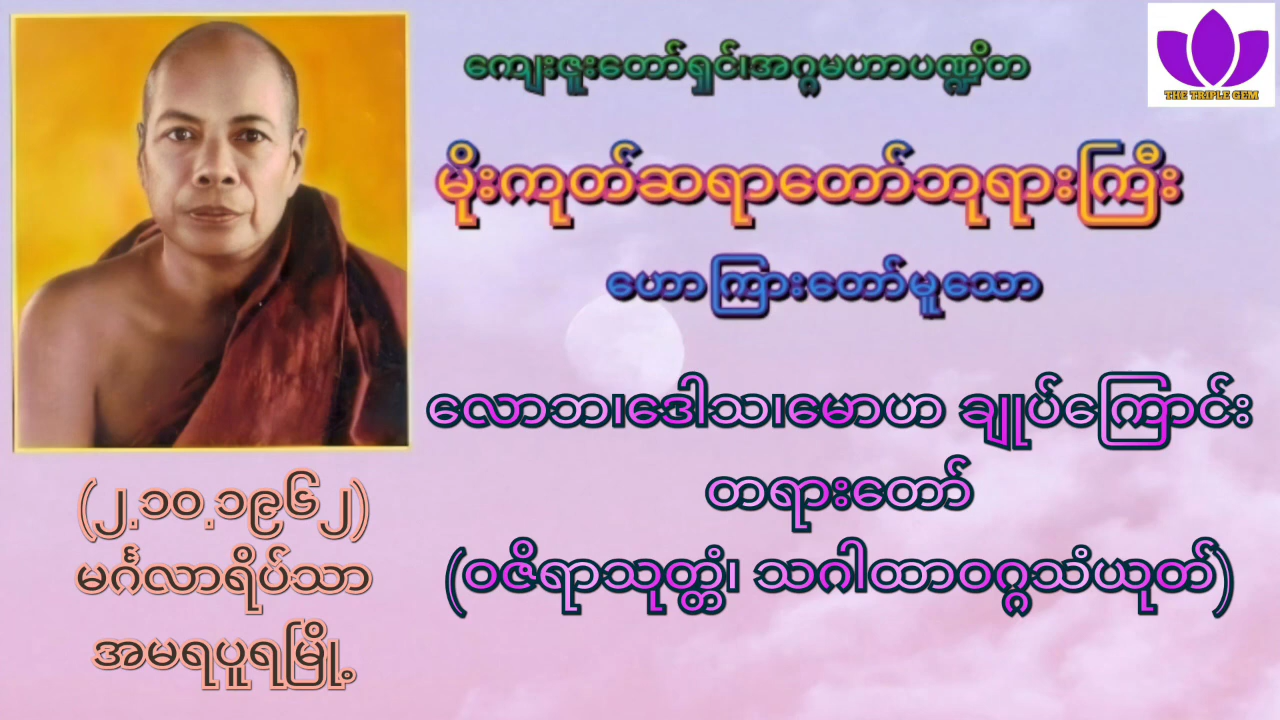 ကျေးဇူးတော်ရှင်၊အဂ္ဂမဟာပဏ္ဍိတ
THE TRIPLE GEM
မိုးကုတ်ဆရာတော်ဘုရားကြီး
ဟောကြားတော်မူသော
လောဘ၊ဒေါသ၊မောဟ ချုပ်ကြောင်း
တရားတော်
(ဝဇိရာသုတ္တံ၊ သဂါထာဝဂ္ဂသံယုတ်)
(၂.၁၀.၁၉၆၂)
မင်္ဂလာရိပ်သာ
အမရပူရမြို့